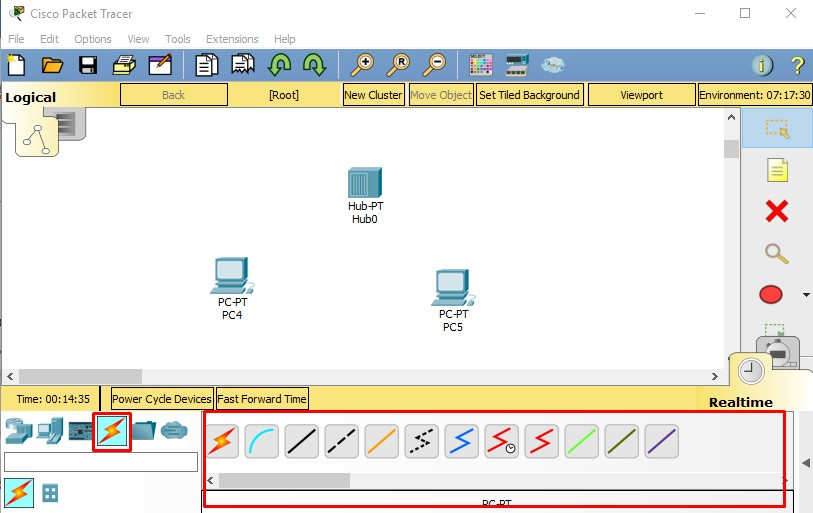 Cisco Packet Tracer
File Edit Options View Tools Extensions Help
Logical
Back
[Root]
New Cluster
Move Object
Set Tiled Background
Viewport
Environment: 07:17:30
Hub-PT
Hub0
PC-PT
PC4
PC-PT
PC5
Time: 00:14:35
Power Cycle Devices
Fast Forward Time
Realtime
PC-PT